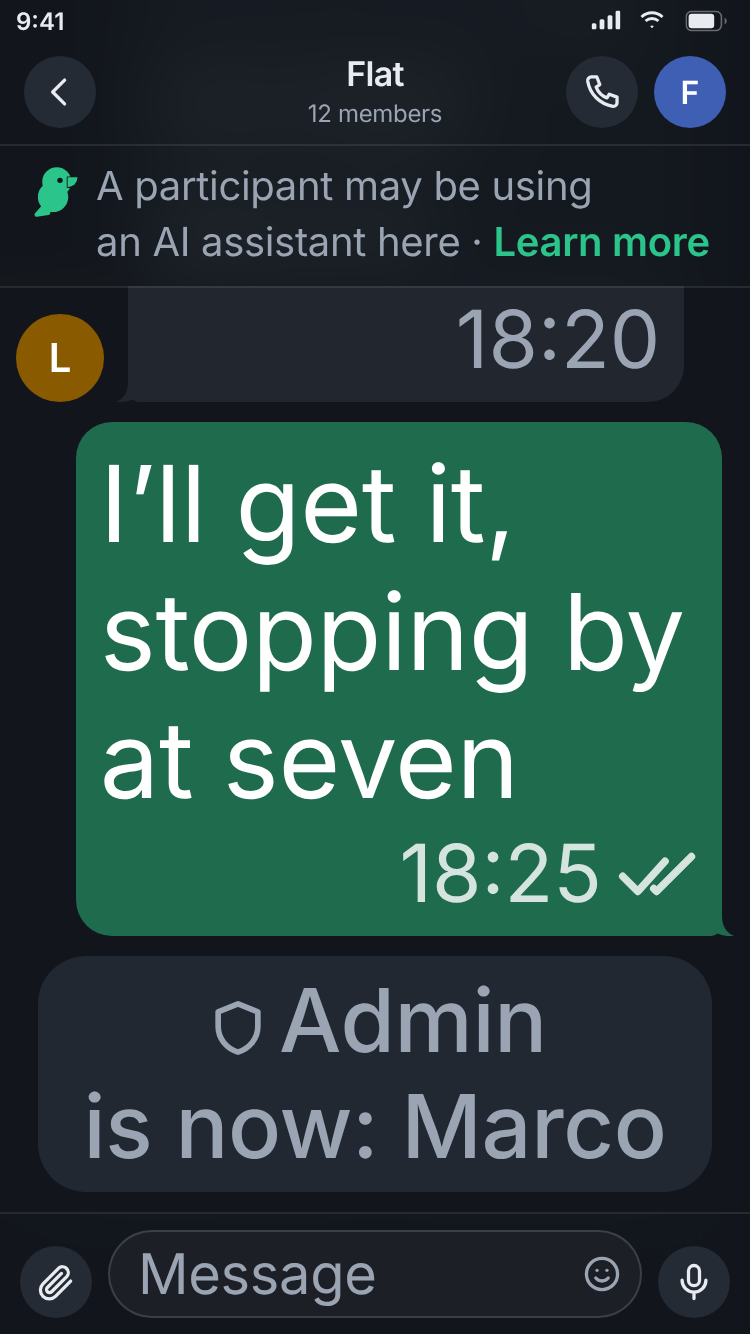 9:41
Flat
12 members
F
A participant may be using
an AI assistant here · Learn more
L
18:20
I’ll get it,
stopping by
at seven
18:25
Admin
is now: Marco
Message